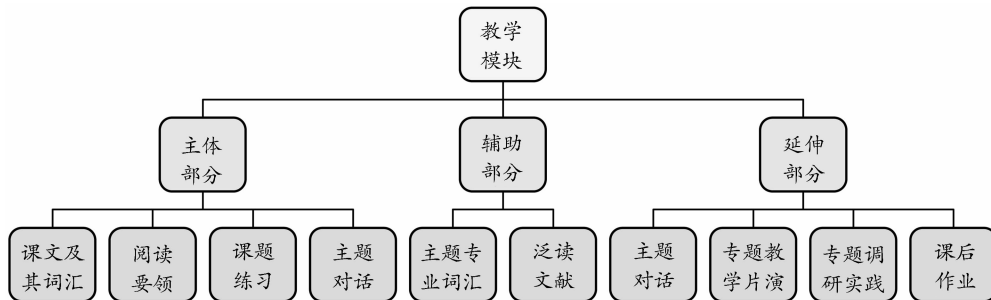 教学
模块
主体
部分
辅助
部分
延伸
部分
课文及
其词汇
阅读
要领
课题
练习
主题
对话
主题专
业词汇
泛读
文献
主题
对话
专题教
学片演
专题调
研实践
课后
作业